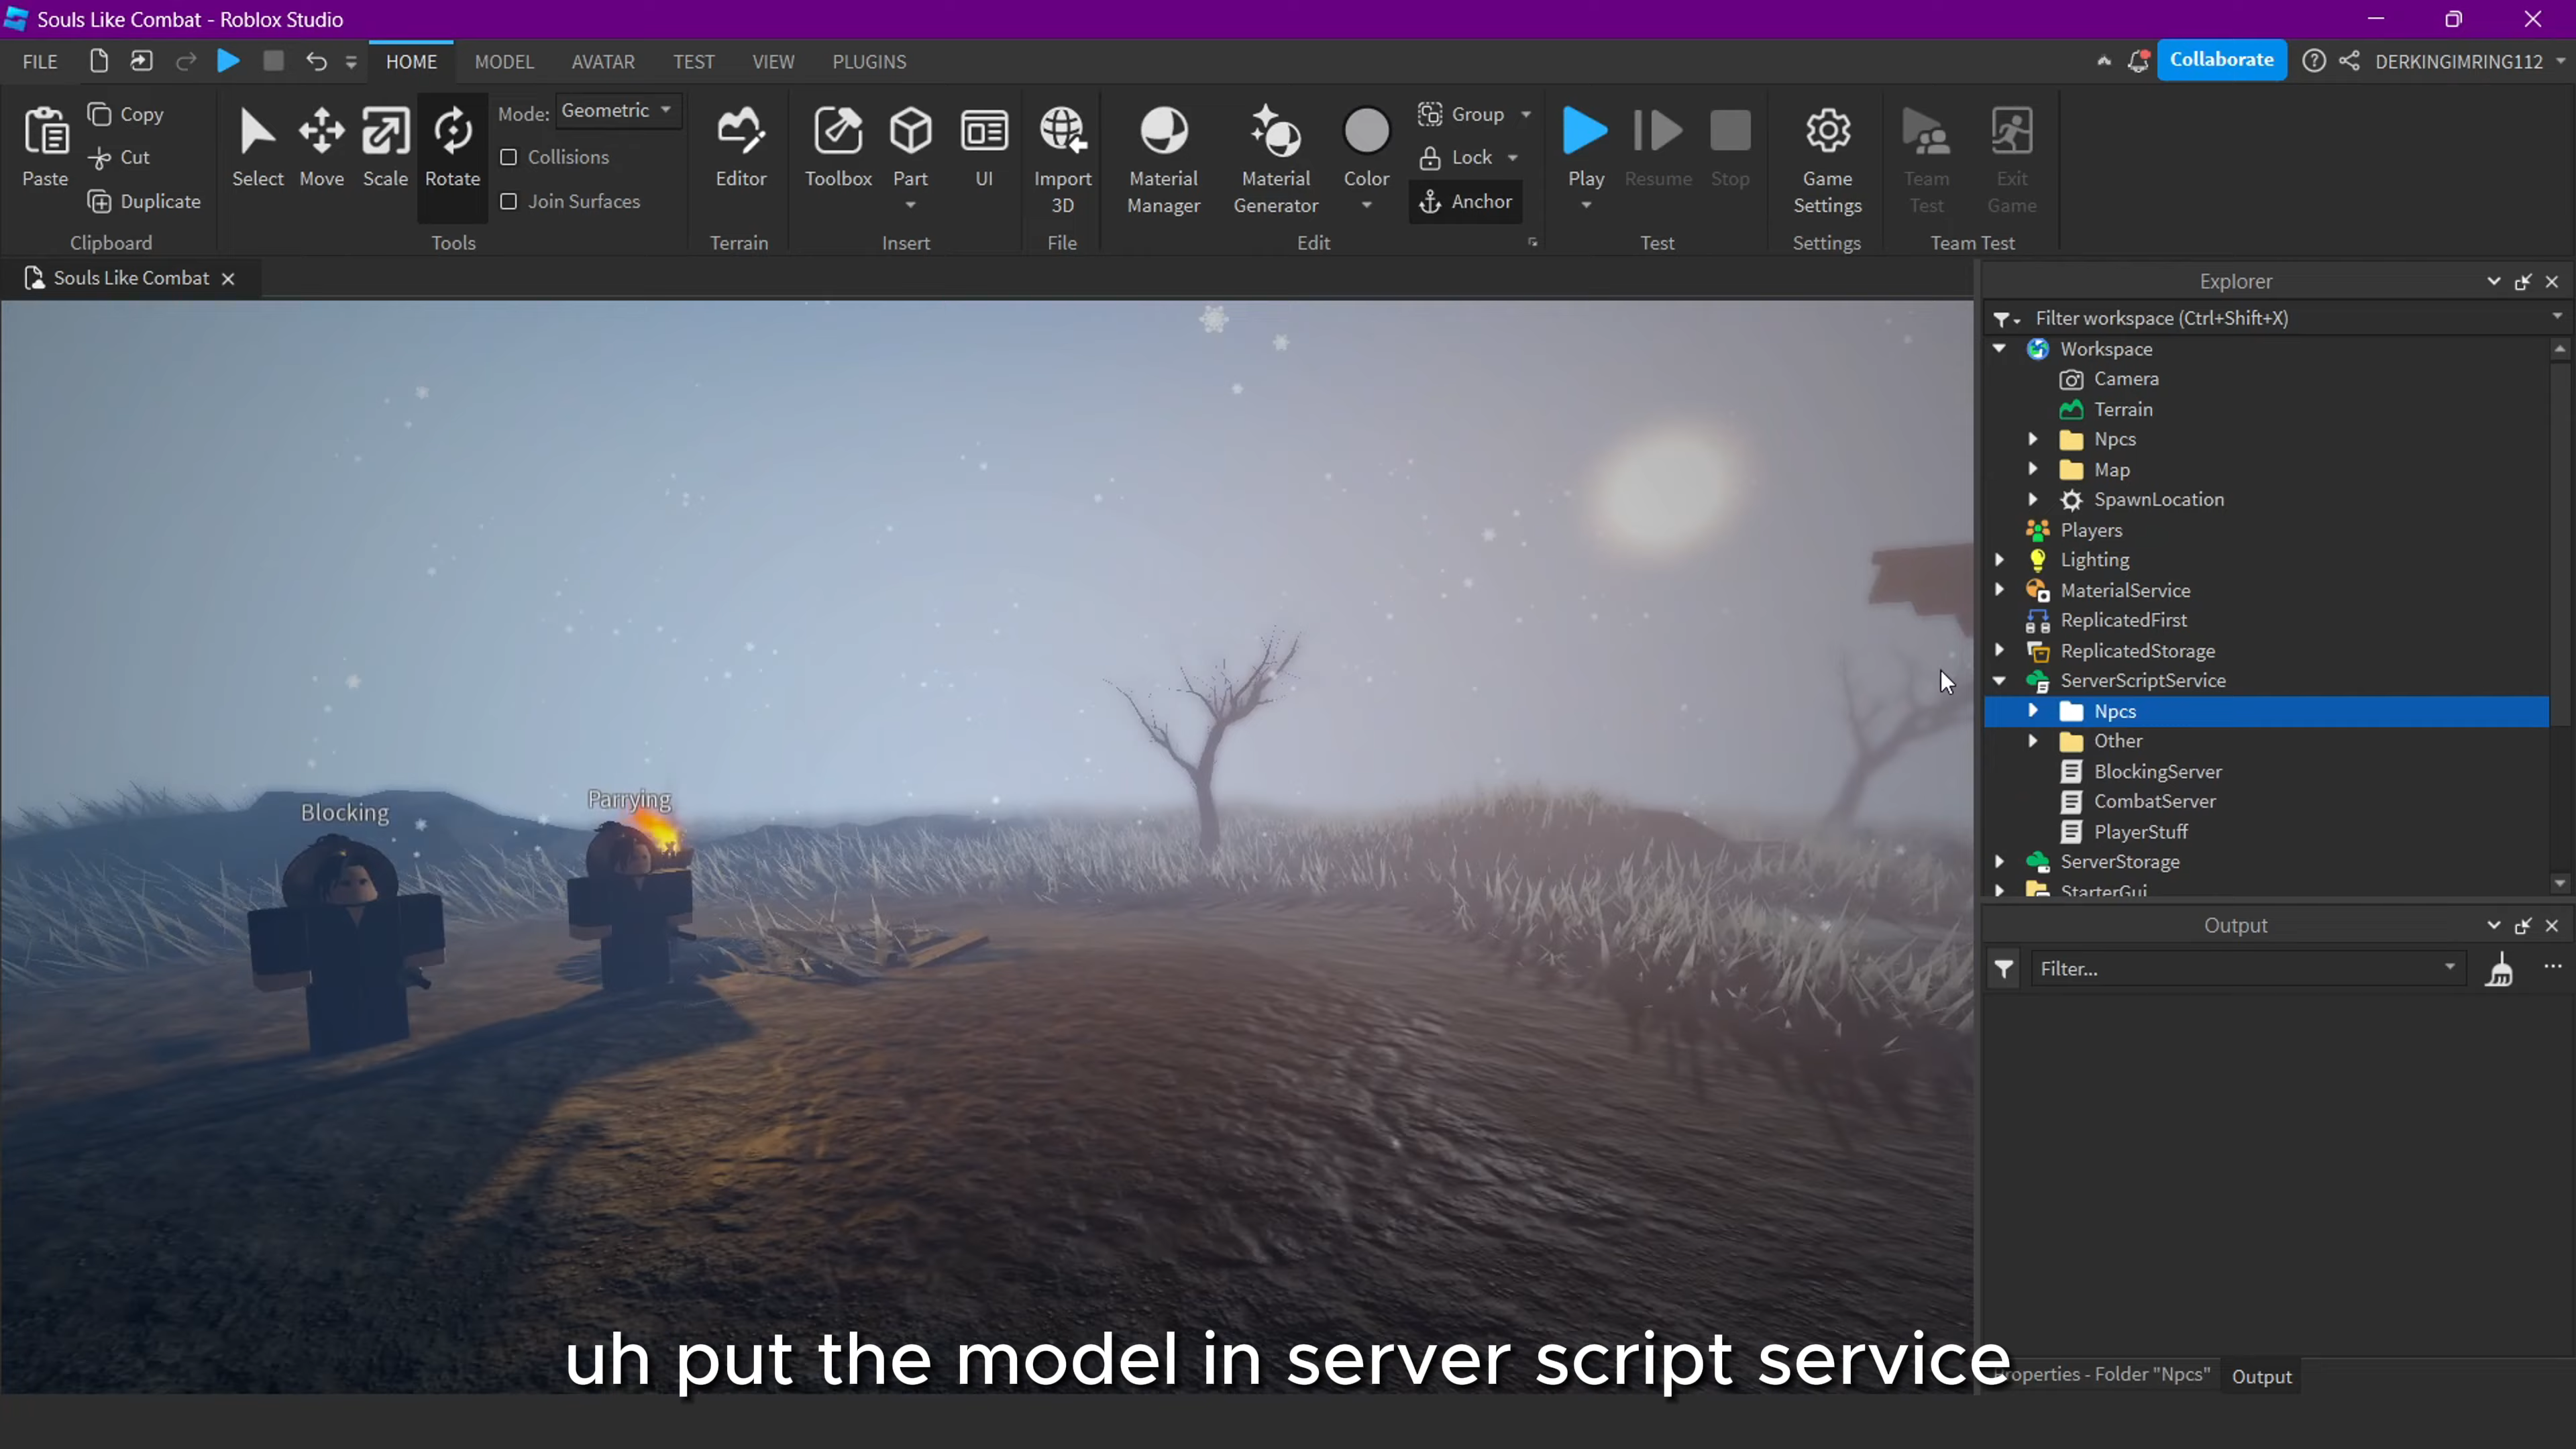 Souls Like Combat - Roblox Studio
FILE
HOME
MODEL
AVATAR
TEST
VIEW
PLUGINS
Collaborate
DERKINGIMRING112
Paste
Copy
Cut
Duplicate
Clipboard
Select
Move
Scale
Rotate
Mode: Geometric
Collisions
Join Surfaces
Tools
Editor
Terrain
Toolbox
Part
UI
Insert
Import
3D
File
Material
Manager
Material
Generator
Color
Group
Lock
Anchor
Edit
Play
Resume
Stop
Test
Game
Settings
Settings
Team
Test
Exit
Game
Team Test
Souls Like Combat
Blocking
Parrying
Explorer
Filter workspace (Ctrl+Shift+X)
Workspace
Camera
Terrain
Npcs
Map
SpawnLocation
Players
Lighting
MaterialService
ReplicatedFirst
ReplicatedStorage
ServerScriptService
Npcs
Other
BlockingServer
CombatServer
PlayerStuff
ServerStorage
StarterGui
Output
Filter...
uh put the model in server script service
roperties - Folder "Npcs"
Output